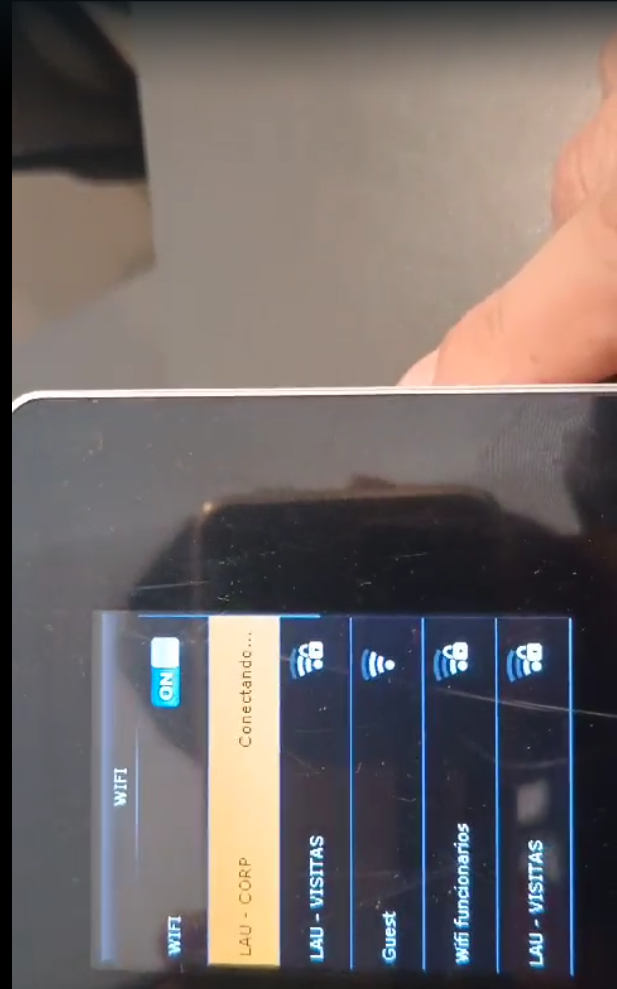 WIFI
WIFI ON
LAU - CORP Conectando...
LAU - VISITAS
Guest
Wifi funcionarios
LAU - VISITAS